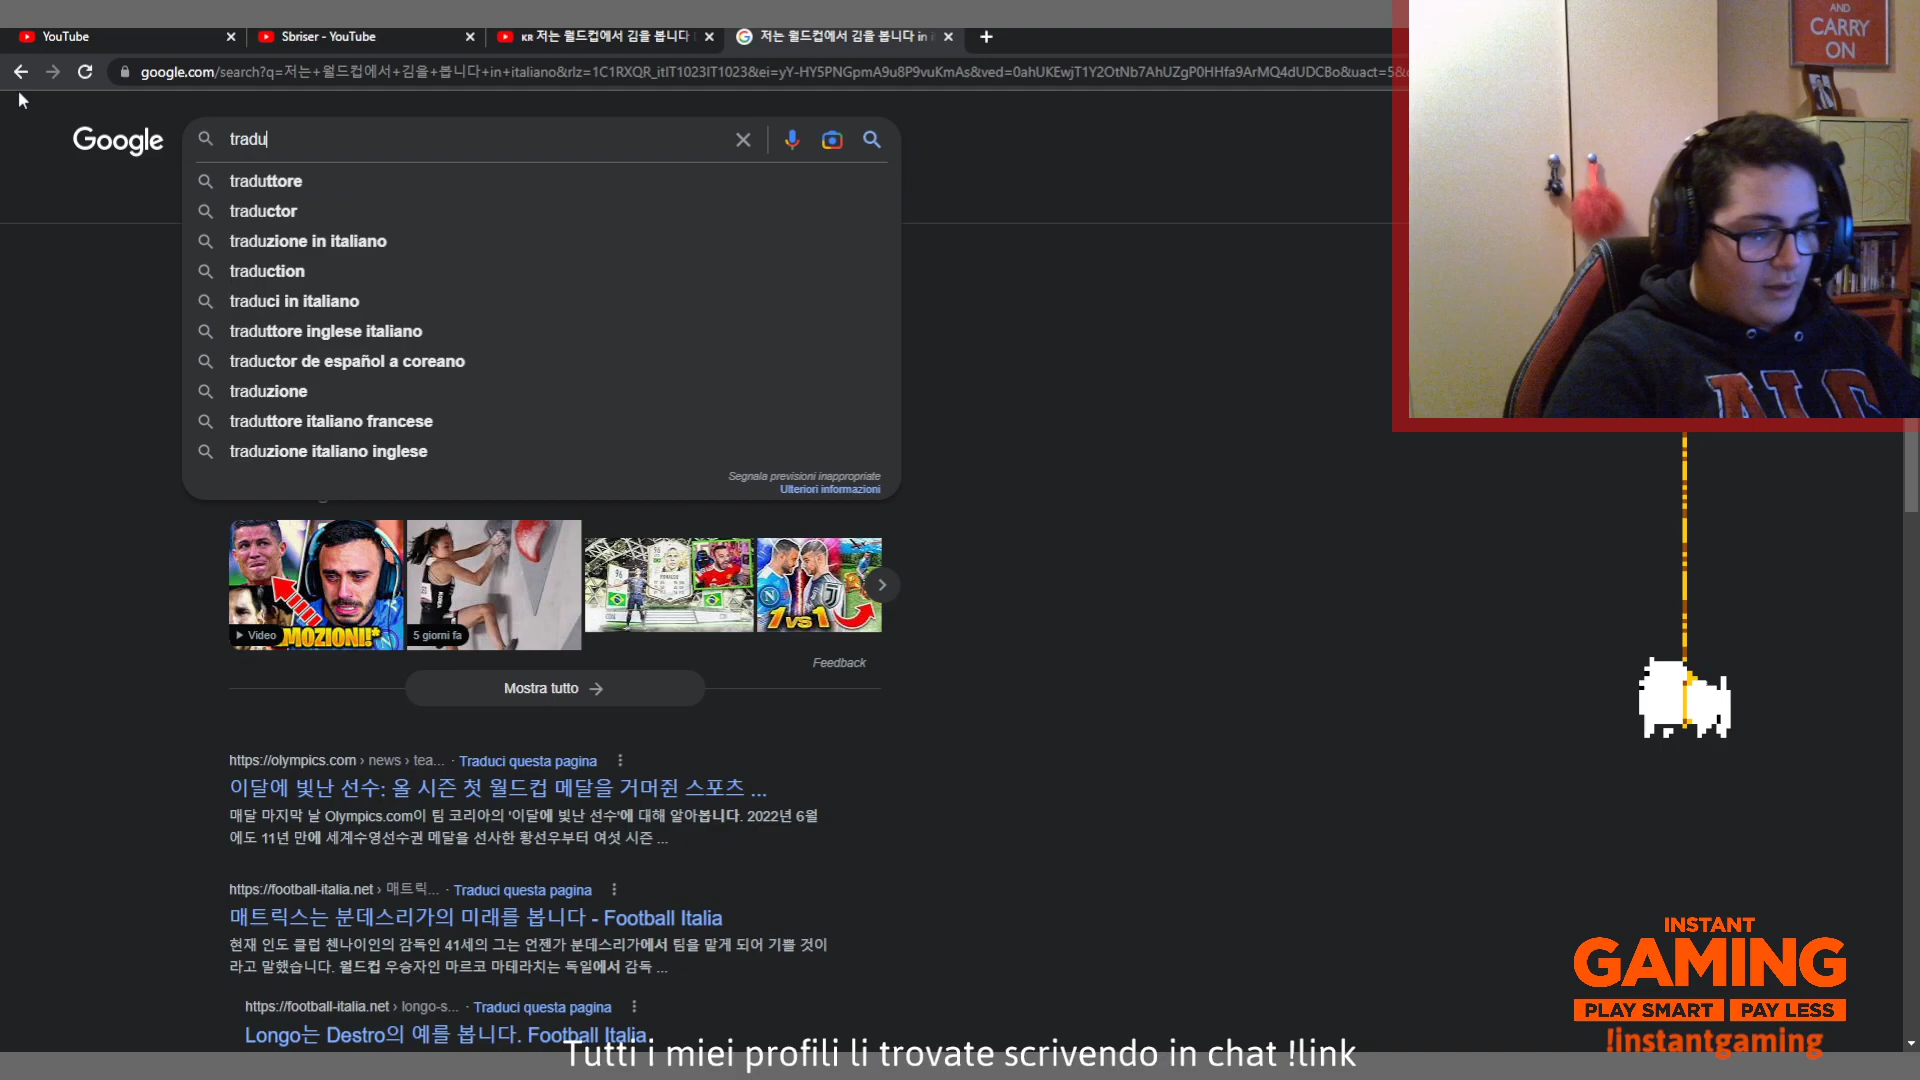 YouTube
Sbriser - YouTube
KR 저는 월드컵에서 김을 봅니다
저는 월드컵에서 김을 봅니다 in i
google.com/search?q=저는+월드컵에서+김을+봅니다+in+italiano&rlz=1C1RXQR_itIT1023IT1023&ei=yY-HY5PNGpmA9u8P9vuKmAs&ved=0ahUKEwjT1Y2OtNb7AhUZgP0HHfa9ArMQ4dUDCBo&uact=5&
AND
CARRY
ON
Google
tradu
traduttore
traductor
traduzione in italiano
traduction
traduci in italiano
traduttore inglese italiano
traductor de español a coreano
traduzione
traduttore italiano francese
traduzione italiano inglese
Segnala previsioni inappropriate
Ulteriori informazioni
Video
MOZIONI!*
5 giorni fa
96
RONALDO
1 VS 1
Feedback
Mostra tutto
https://olympics.com › news › tea... · Traduci questa pagina
이달에 빛난 선수: 올 시즌 첫 월드컵 메달을 거머쥔 스포츠 ...
매달 마지막 날 Olympics.com이 팀 코리아의 '이달에 빛난 선수'에 대해 알아봅니다. 2022년 6월
에도 11년 만에 세계수영선수권 메달을 선사한 황선우부터 여섯 시즌 ...
https://football-italia.net › 매트릭... · Traduci questa pagina
매트릭스는 분데스리가의 미래를 봅니다 - Football Italia
현재 인도 클럽 첸나이인의 감독인 41세의 그는 언젠가 분데스리가에서 팀을 맡게 되어 기쁠 것이
라고 말했습니다. 월드컵 우승자인 마르코 마테라치는 독일에서 감독 ...
https://football-italia.net › longo-s... · Traduci questa pagina
Longo는 Destro의 예를 봅니다. Football Italia
INSTANT
GAMING
PLAY SMART PAY LESS
!instantgaming
Tutti i miei profili li trovate scrivendo in chat !link